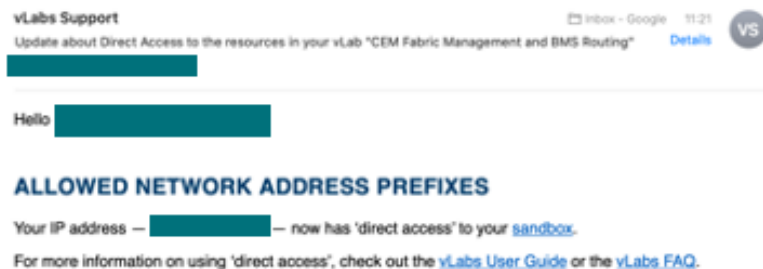 vLabs Support Inbox - Google 11:21 VS
Update about Direct Access to the resources in your vLab "CEM Fabric Management and BMS Routing" Details
Hello
ALLOWED NETWORK ADDRESS PREFIXES
Your IP address — — now has 'direct access' to your sandbox.
For more information on using 'direct access', check out the vLabs User Guide or the vLabs FAQ.